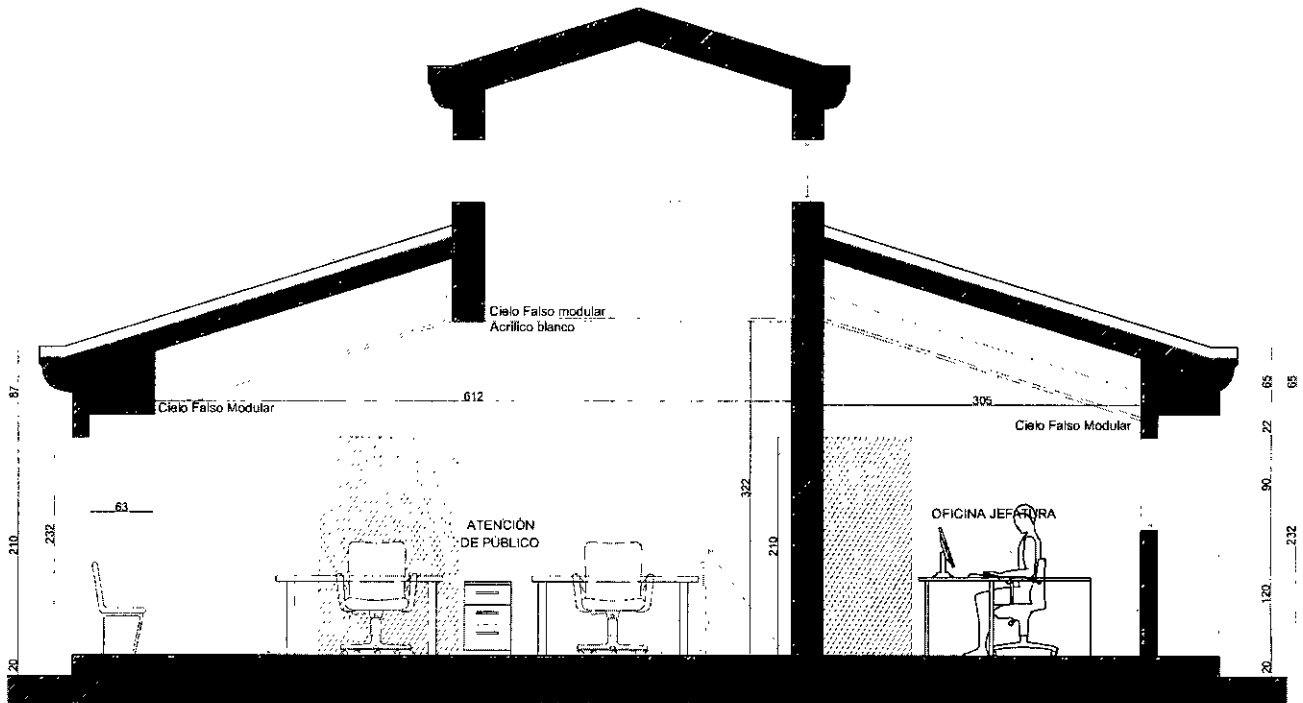 Cielo Falso modular
Acrílico blanco
612
Cielo Falso Modular
305
Cielo Falso Modular
87
210
20
232
63
ATENCIÓN
DE PÚBLICO
322
210
OFICINA JEFATURA
65
22
90
120
20
65
232